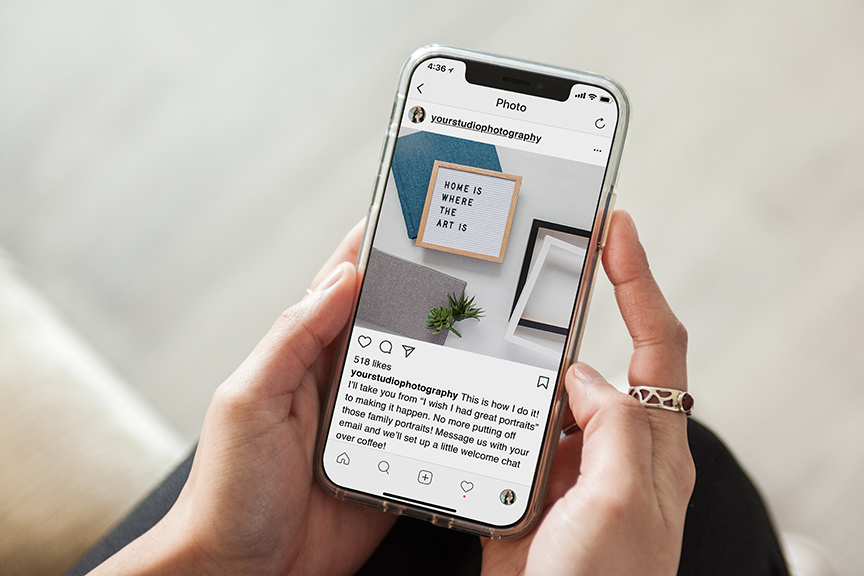 4:36
Photo
yourstudiophotography
HOME IS
WHERE
THE
ART IS
518 likes
yourstudiophotography This is how I do it!
I'll take you from "I wish I had great portraits"
to making it happen. No more putting off
those family portraits! Message us with your
email and we'll set up a little welcome chat
over coffee!